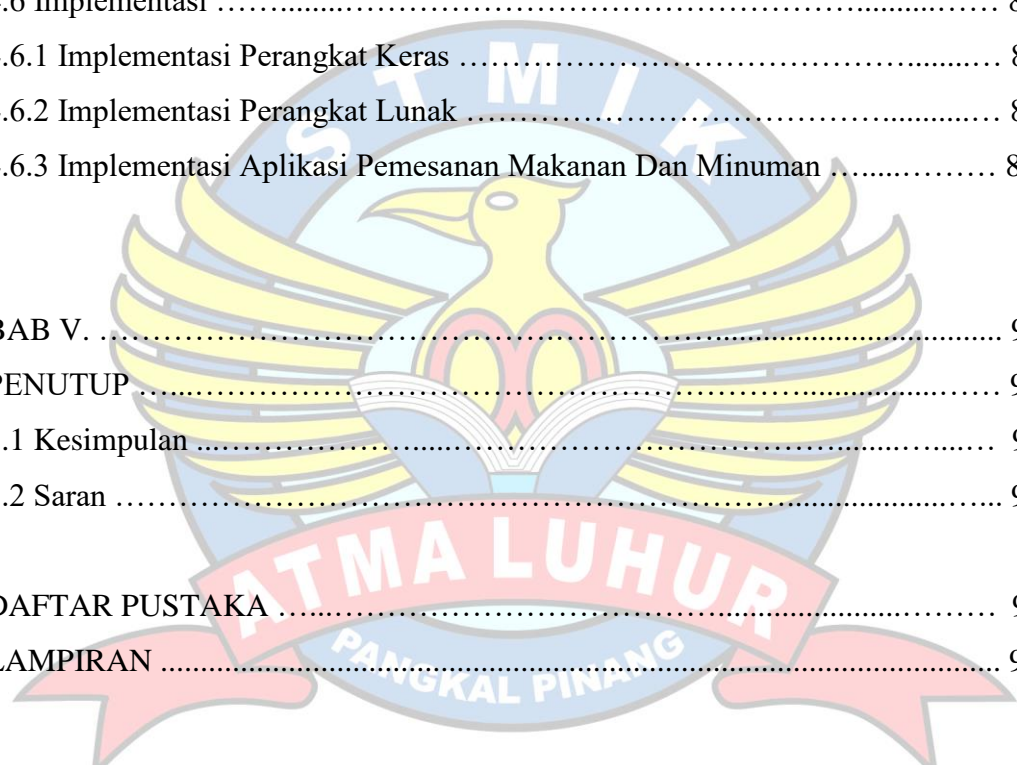 .6 Implementasi ……........……………………………………………..........…… 8
.6.1 Implementasi Perangkat Keras ……………………………………….......… 8
.6.2 Implementasi Perangkat Lunak ……………………………………...........… 8
.6.3 Implementasi Aplikasi Pemesanan Makanan Dan Minuman ….....……… 8
STMIK
BAB V. ……………………………………………………….................................... 9
PENUTUP …...………………………………………………………..................…… 9
.1 Kesimpulan ...………………….....……………………………………….....…… 9
.2 Saran ………………………………………………………….......................….. 9
ATMA LUHUR
DAFTAR PUSTAKA …….………………………………………....................……… 9
LAMPIRAN ........................................................................................................... 9
PANGKAL PINANG